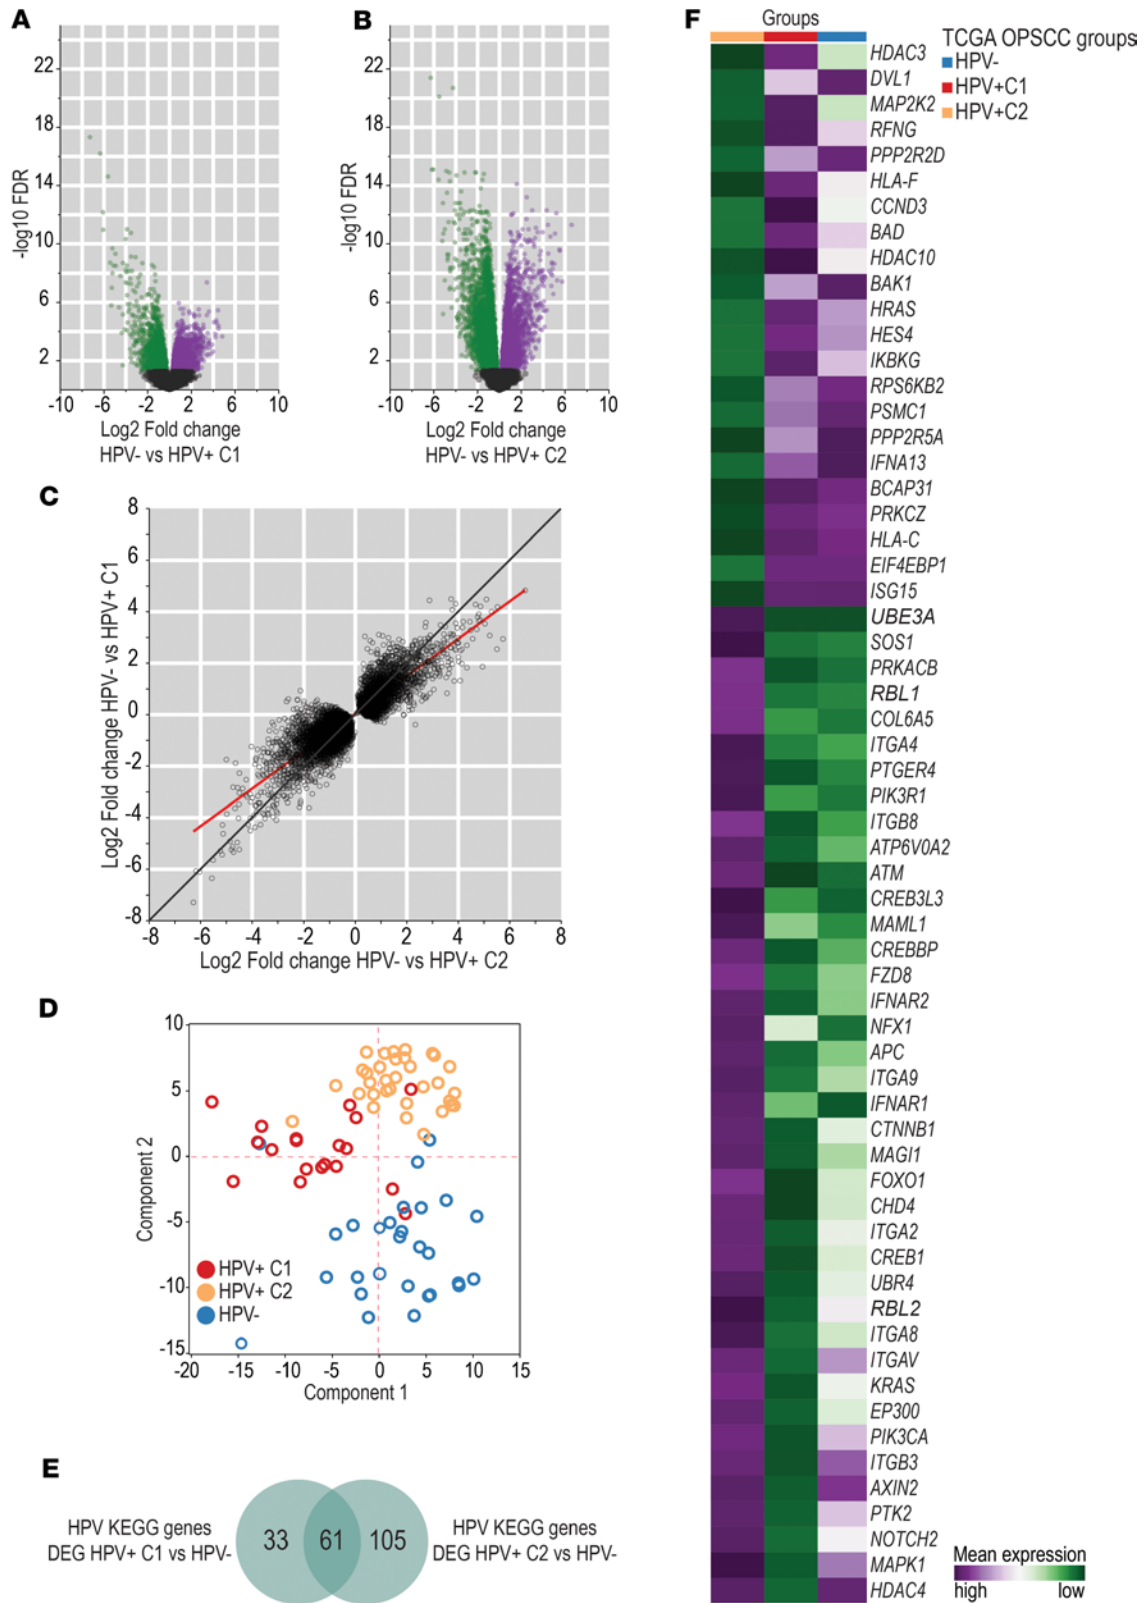 A
22
18
14
10
6
2
-log10 FDR
-10
-6
-2
2
6
10
Log2 Fold change
HPV- vs HPV+ C1
B
22
18
14
10
6
2
-log10 FDR
-10
-6
-2
2
6
10
Log2 Fold change
HPV- vs HPV+ C2
C
8
6
4
2
0
-2
-4
-6
-8
Log2 Fold change HPV- vs HPV+ C1
-8 -6 -4 -2 0 2 4 6 8
Log2 Fold change HPV- vs HPV+ C2
D
10
5
0
-5
-10
-15
Component 2
HPV+ C1
HPV+ C2
HPV-
-20 -15 -10 -5 0 5 10 15
Component 1
E
HPV KEGG genes
DEG HPV+ C1 vs HPV-
33 61 105
HPV KEGG genes
DEG HPV+ C2 vs HPV-
F
Groups
TCGA OPSCC groups
HPV-
HPV+C1
HPV+C2
HDAC3
DVL1
MAP2K2
RFNG
PPP2R2D
HLA-F
CCND3
BAD
HDAC10
BAK1
HRAS
HES4
IKBKG
RPS6KB2
PSMC1
PPP2R5A
IFNA13
BCAP31
PRKCZ
HLA-C
EIF4EBP1
ISG15
UBE3A
SOS1
PRKACB
RBL1
COL6A5
ITGA4
PTGER4
PIK3R1
ITGB8
ATP6V0A2
ATM
CREB3L3
MAML1
CREBBP
FZD8
IFNAR2
NFX1
APC
ITGA9
IFNAR1
CTNNB1
MAGI1
FOXO1
CHD4
ITGA2
CREB1
UBR4
RBL2
ITGA8
ITGAV
KRAS
EP300
PIK3CA
ITGB3
AXIN2
PTK2
NOTCH2
MAPK1
HDAC4
Mean expression
high low